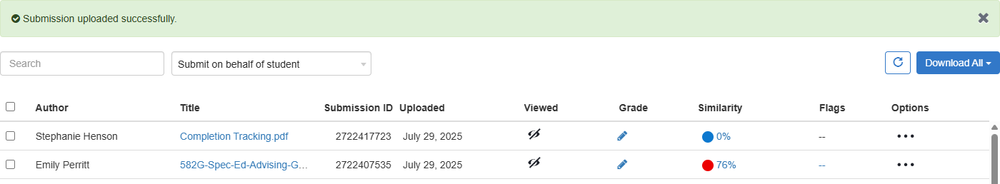 Submission uploaded successfully.
Search Submit on behalf of student Download All
Author Title Submission ID Uploaded Viewed Grade Similarity Flags Options
Stephanie Henson Completion Tracking.pdf 2722417723 July 29, 2025 0% -- •••
Emily Perritt 582G-Spec-Ed-Advising-G... 2722407535 July 29, 2025 76% -- •••